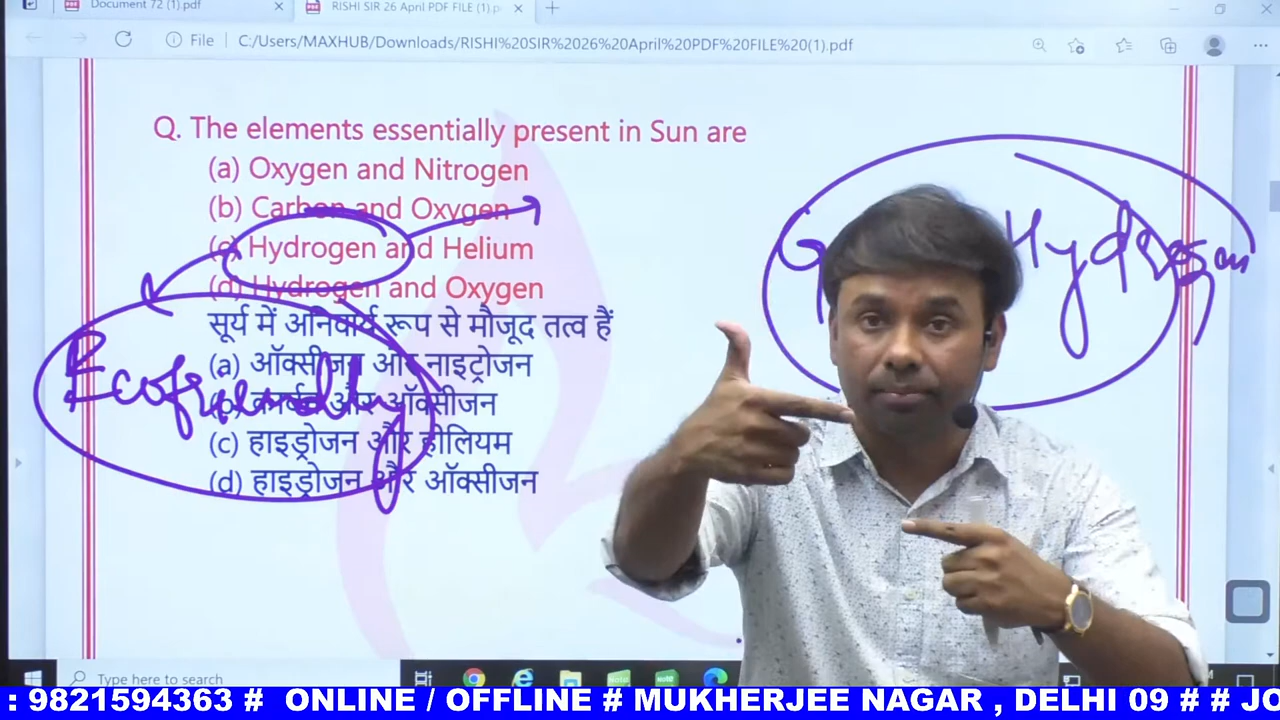 Document 72 (1).pdf
RISHI SIR 26 April PDF FILE (1).p
File
C:/Users/MAXHUB/Downloads/RISHI%20SIR%2026%20April%20PDF%20FILE%20(1).pdf
Q. The elements essentially present in Sun are
(a) Oxygen and Nitrogen
(b) Carbon and Oxygen
(c) Hydrogen and Helium
(d) Hydrogen and Oxygen
सूर्य में अनिवार्य रूप से मौजूद तत्व हैं
(a) ऑक्सीजन और नाइट्रोजन
(b) कार्बन और ऑक्सीजन
(c) हाइड्रोजन और हीलियम
(d) हाइड्रोजन और ऑक्सीजन
Ecofriendly
Hydrogen
Type here to search
: 9821594363 # ONLINE / OFFLINE # MUKHERJEE NAGAR , DELHI 09 # # JO